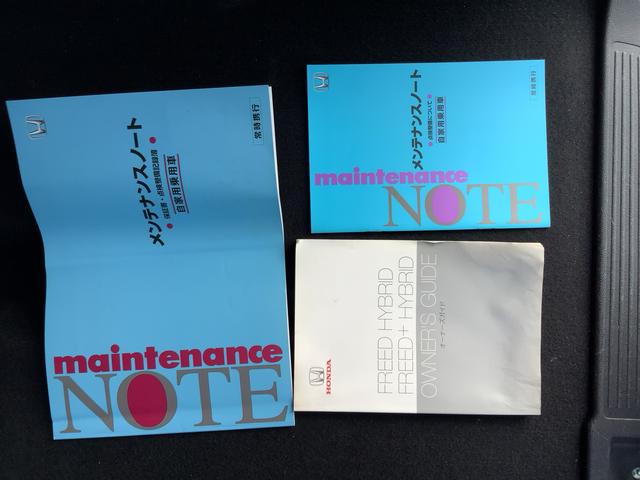 常時携行
メンテナンスノート
保証書・点検整備記録簿
自家用乗用車
maintenance
NOTE
常時携行
メンテナンスノート
点検整備について
自家用乗用車
maintenance
NOTE
FREED HYBRID
FREED+ HYBRID
OWNER'S GUIDE
オーナーズガイド
HONDA